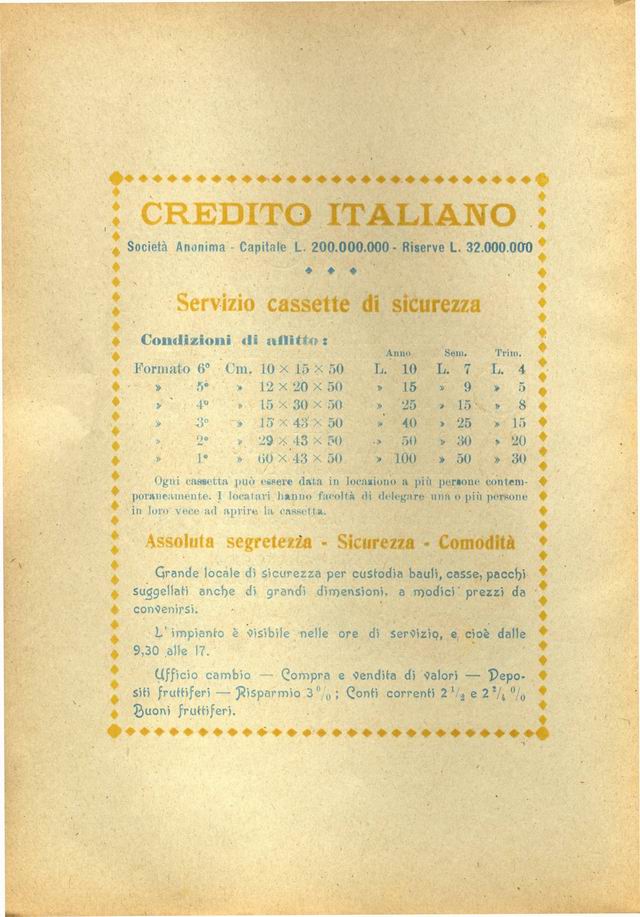 CREDITO ITALIANO
Società Anonima - Capitale L. 200.000.000 - Riserve L. 32.000.000
Servizio cassette di sicurezza
Condizioni di affitto:
Anno Sem. Trim.
Formato 6° Cm. 10 × 15 × 50 L. 10 L. 7 L. 4
» 5° » 12 × 20 × 50 » 15 » 9 » 5
» 4° » 15 × 30 × 50 » 25 » 15 » 8
» 3° » 15 × 43 × 50 » 40 » 25 » 15
» 2° » 29 × 43 × 50 » 50 » 30 » 20
» 1° » 60 × 43 × 50 » 100 » 50 » 30
Ogni cassetta può essere data in locazione a più persone contem-
poraneamente. I locatari hanno facoltà di delegare una o più persone
in loro vece ad aprire la cassetta.
Assoluta segretezza - Sicurezza - Comodità
Grande locale di sicurezza per custodia bauli, casse, pacchi
suggellati anche di grandi dimensioni, a modici prezzi da
convenirsi.
L'impianto è visibile nelle ore di servizio, e cioè dalle
9,30 alle 17.
Ufficio cambio — Compra e vendita di valori — Depo-
siti fruttiferi — Risparmio 3 %; Conti correnti 2 1/2 e 2 3/4 %
Buoni fruttiferi.